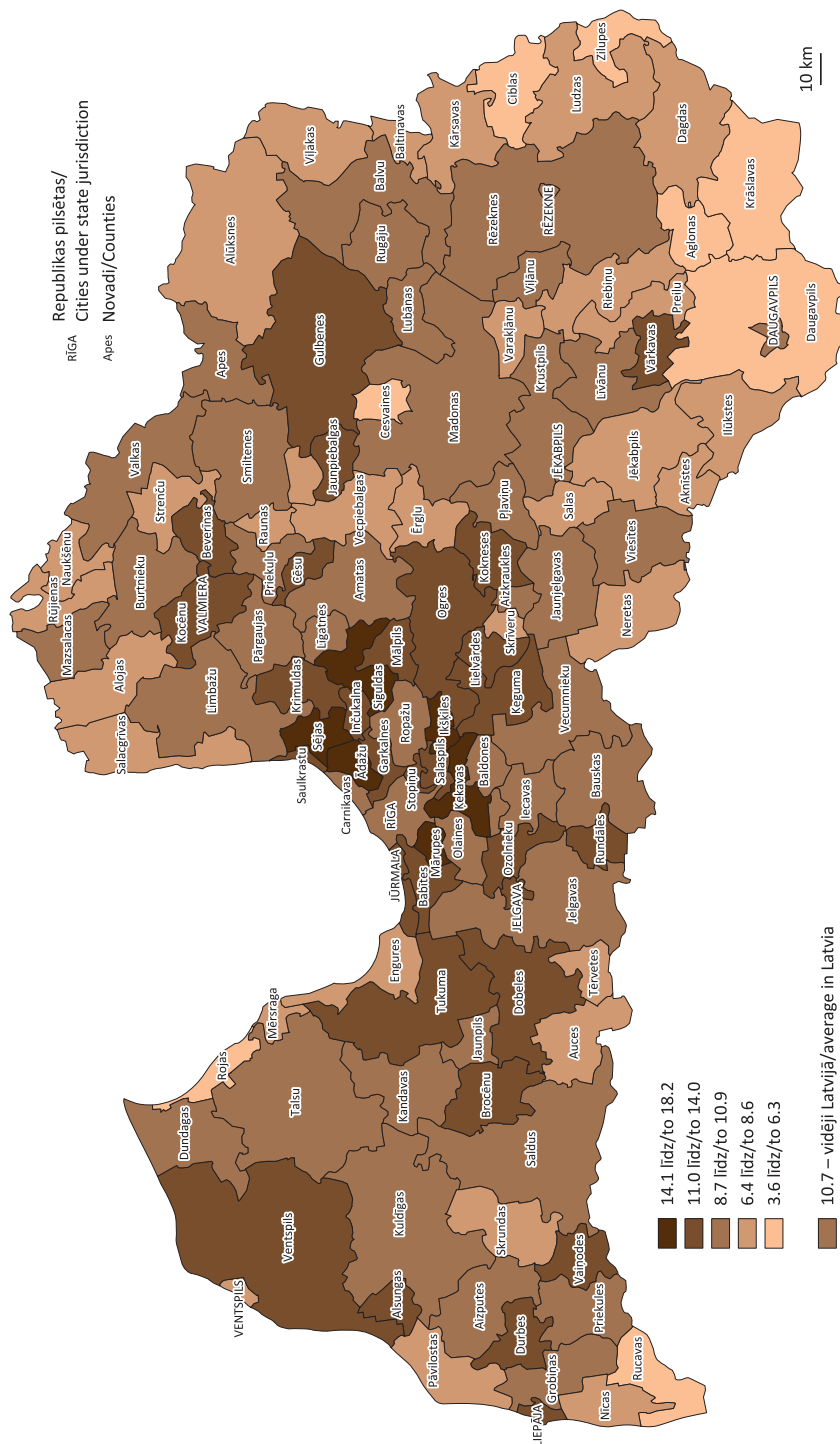 RĪGA
Republikas pilsētas/
Cities under state jurisdiction
Apes
Novadi/Counties
Rūjienas
Naukšēnu
Mazsalacas
Valkas
Alojas
Burtnieku
Strenču
Salacgrīvas
Kocēnu
VALMIERA
Beverīnas
Apes
Alūksnes
Limbažu
Pārgaujas
Priekuļu
Raunas
Smiltenes
Cēsu
Krimuldas
Līgatnes
Gulbenes
Viļakas
Jaunpiebalgas
Saulkrastu
Sējas
Inčukalna
Siguldas
Amatas
Vecpiebalgas
Balvu
Rugāju
Baltinavas
Carnikavas
Ādažu
Garkalnes
Mālpils
Cesvaines
Lubānas
Ropažu
Ērgļu
Kārsavas
RĪGA
Stopiņu
Ogres
Madonas
Salaspils
Ikšķiles
Ciblas
JŪRMALA
Babītes
Mārupes
Olaines
Ķekavas
Baldones
Lielvārdes
Ķeguma
Skrīveru
Kokneses
Aizkraukles
Pļaviņu
Varakļānu
Viļānu
Rēzeknes
RĒZEKNE
Ludzas
Zilupes
Krustpils
JĒKABPILS
Dundagas
Rojas
Mērsraga
Engures
Talsu
Tukuma
VENTSPILS
Ventspils
Kandavas
Jaunpils
Dobeles
JELGAVA
Ozolnieku
Iecavas
Vecumnieku
Jaunjelgavas
Salas
Līvānu
Riebiņu
Preiļu
Vārkavas
Aglonas
Dagdas
Krāslavas
Kuldīgas
Alsungas
Brocēnu
Auces
Tērvetes
Jelgavas
Rundāles
Bauskas
Neretas
Viesītes
Jēkabpils
Aknīstes
Ilūkstes
DAUGAVPILS
Daugavpils
Pāvilostas
Aizputes
Skrundas
Saldus
Durbes
Vaiņodes
LIEPĀJA
Grobiņas
Priekules
Nīcas
Rucavas
14.1 līdz/to 18.2
11.0 līdz/to 14.0
8.7 līdz/to 10.9
6.4 līdz/to 8.6
3.6 līdz/to 6.3
10.7 – vidēji Latvijā/average in Latvia
10 km